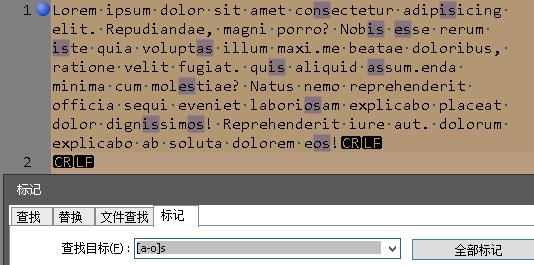 1 Lorem ipsum dolor sit amet consectetur adipisicing
elit. Repudiandae, magni porro? Nobis esse rerum
iste quia voluptas illum maxi.me beatae doloribus,
ratione velit fugiat. quis aliquid assum.enda
minima cum molestiae? Natus nemo reprehenderit
officia sequi eveniet laboriosam explicabo placeat
dolor dignissimos! Reprehenderit iure aut. dolorum
explicabo ab soluta dolorem eos!CRLF
2 CRLF
标记
查找 替换 文件查找 标记
查找目标(F): [a-o]s 全部标记